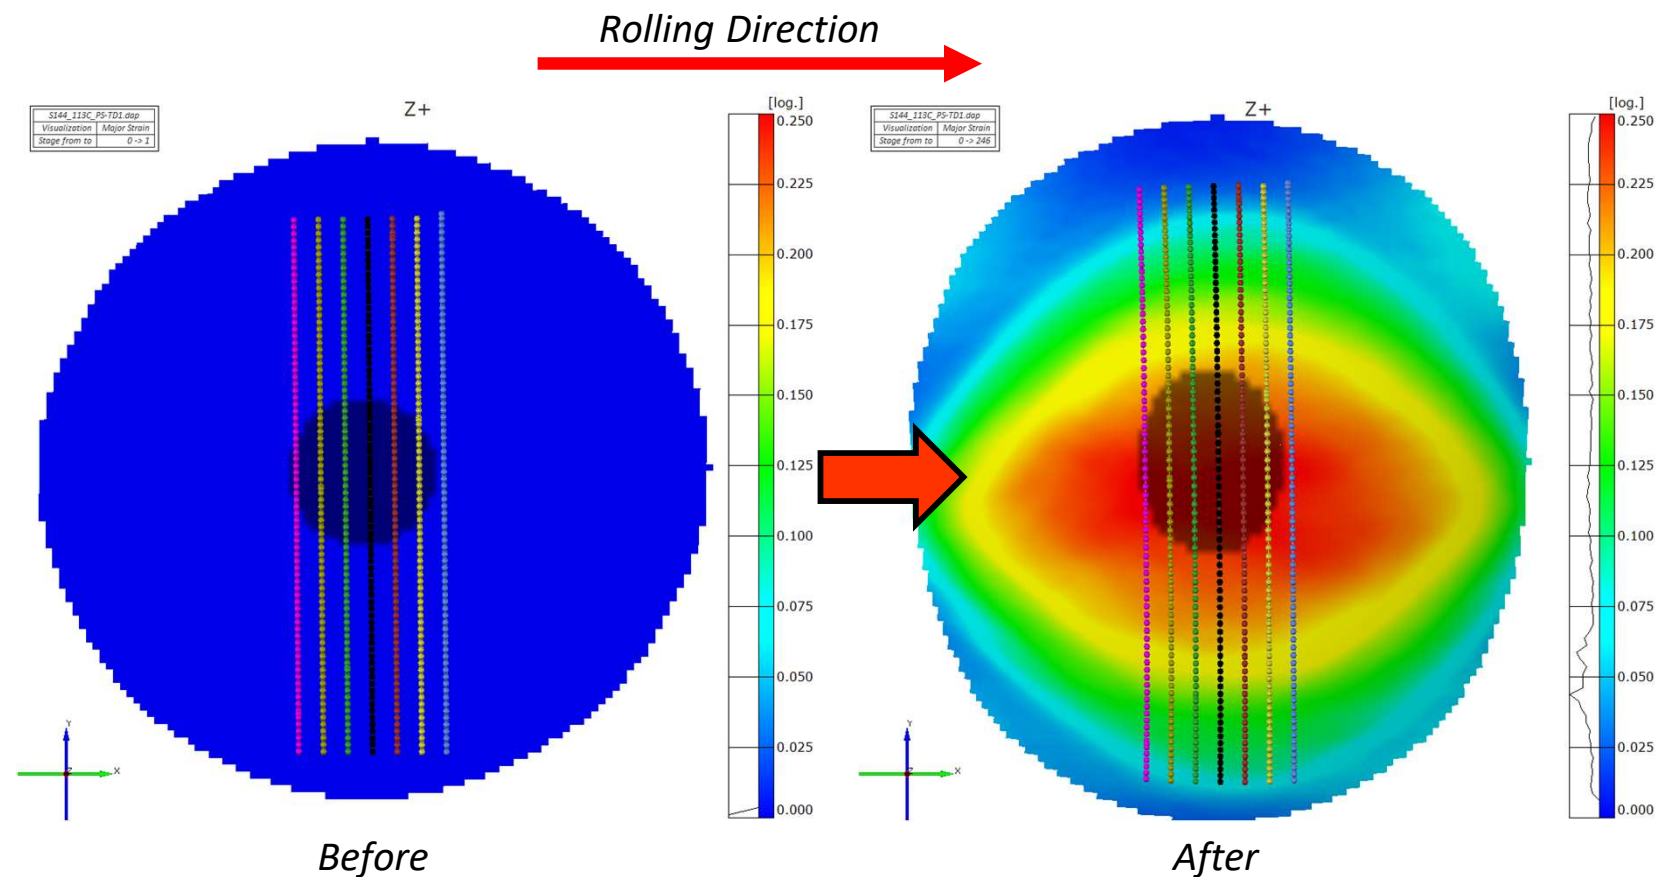 Rolling Direction
S144_113C_PS-TD1.dap
Visualization Major Strain
Stage from to 0 -> 1
Z+
[log.]
0.250
0.225
0.200
0.175
0.150
0.125
0.100
0.075
0.050
0.025
0.000
Y
Z
X
Before
S144_113C_PS-TD1.dap
Visualization Major Strain
Stage from to 0 -> 246
Z+
[log.]
0.250
0.225
0.200
0.175
0.150
0.125
0.100
0.075
0.050
0.025
0.000
Y
Z
X
After